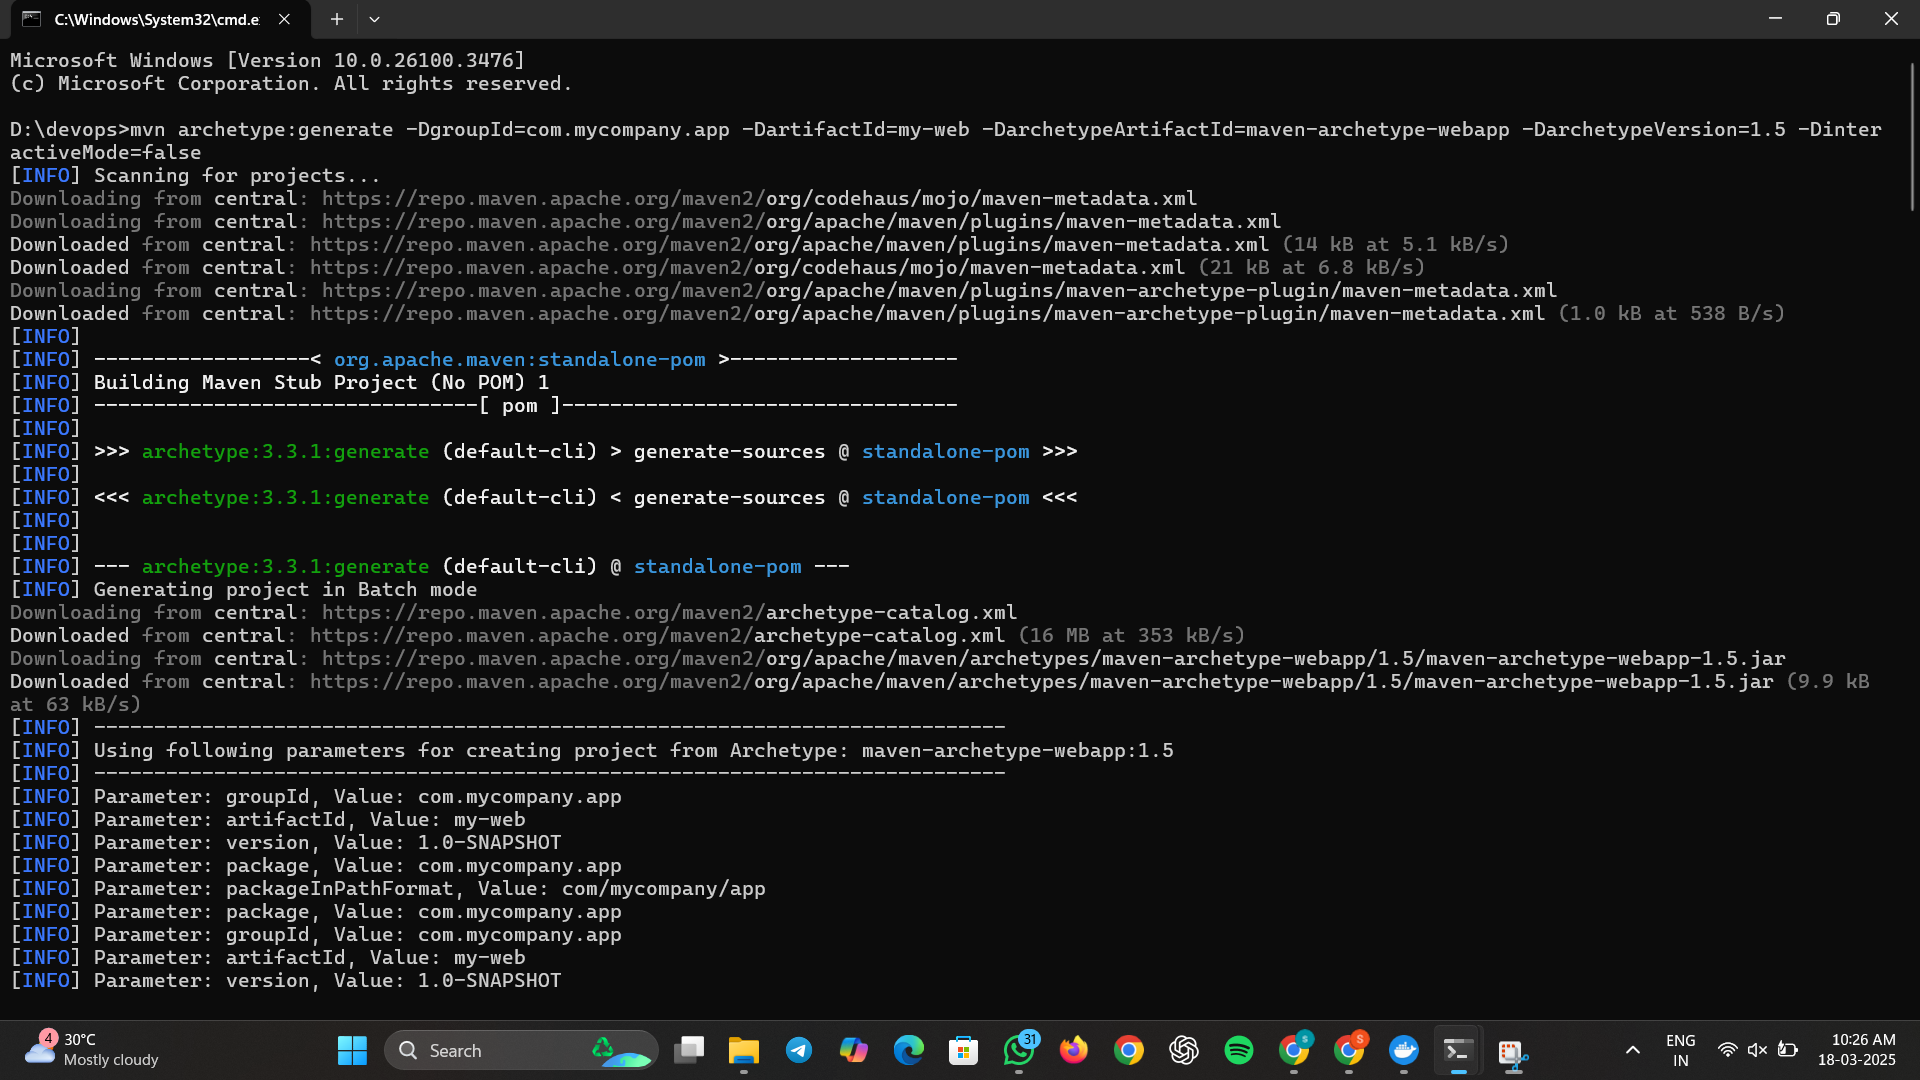 C:\Windows\System32\cmd.e
Microsoft Windows [Version 10.0.26100.3476]
(c) Microsoft Corporation. All rights reserved.
D:\devops>mvn archetype:generate -DgroupId=com.mycompany.app -DartifactId=my-web -DarchetypeArtifactId=maven-archetype-webapp -DarchetypeVersion=1.5 -Dinter
activeMode=false
[INFO] Scanning for projects...
Downloading from central: https://repo.maven.apache.org/maven2/org/codehaus/mojo/maven-metadata.xml
Downloading from central: https://repo.maven.apache.org/maven2/org/apache/maven/plugins/maven-metadata.xml
Downloaded from central: https://repo.maven.apache.org/maven2/org/apache/maven/plugins/maven-metadata.xml (14 kB at 5.1 kB/s)
Downloaded from central: https://repo.maven.apache.org/maven2/org/codehaus/mojo/maven-metadata.xml (21 kB at 6.8 kB/s)
Downloading from central: https://repo.maven.apache.org/maven2/org/apache/maven/plugins/maven-archetype-plugin/maven-metadata.xml
Downloaded from central: https://repo.maven.apache.org/maven2/org/apache/maven/plugins/maven-archetype-plugin/maven-metadata.xml (1.0 kB at 538 B/s)
[INFO]
[INFO] ------------------< org.apache.maven:standalone-pom >-------------------
[INFO] Building Maven Stub Project (No POM) 1
[INFO] --------------------------------[ pom ]---------------------------------
[INFO]
[INFO] >>> archetype:3.3.1:generate (default-cli) > generate-sources @ standalone-pom >>>
[INFO]
[INFO] <<< archetype:3.3.1:generate (default-cli) < generate-sources @ standalone-pom <<<
[INFO]
[INFO]
[INFO] --- archetype:3.3.1:generate (default-cli) @ standalone-pom ---
[INFO] Generating project in Batch mode
Downloading from central: https://repo.maven.apache.org/maven2/archetype-catalog.xml
Downloaded from central: https://repo.maven.apache.org/maven2/archetype-catalog.xml (16 MB at 353 kB/s)
Downloading from central: https://repo.maven.apache.org/maven2/org/apache/maven/archetypes/maven-archetype-webapp/1.5/maven-archetype-webapp-1.5.jar
Downloaded from central: https://repo.maven.apache.org/maven2/org/apache/maven/archetypes/maven-archetype-webapp/1.5/maven-archetype-webapp-1.5.jar (9.9 kB
at 63 kB/s)
[INFO] ----------------------------------------------------------------------------
[INFO] Using following parameters for creating project from Archetype: maven-archetype-webapp:1.5
[INFO] ----------------------------------------------------------------------------
[INFO] Parameter: groupId, Value: com.mycompany.app
[INFO] Parameter: artifactId, Value: my-web
[INFO] Parameter: version, Value: 1.0-SNAPSHOT
[INFO] Parameter: package, Value: com.mycompany.app
[INFO] Parameter: packageInPathFormat, Value: com/mycompany/app
[INFO] Parameter: package, Value: com.mycompany.app
[INFO] Parameter: groupId, Value: com.mycompany.app
[INFO] Parameter: artifactId, Value: my-web
[INFO] Parameter: version, Value: 1.0-SNAPSHOT
4 30°C
Mostly cloudy
Search
31
S
S
ENG
IN
10:26 AM
18-03-2025